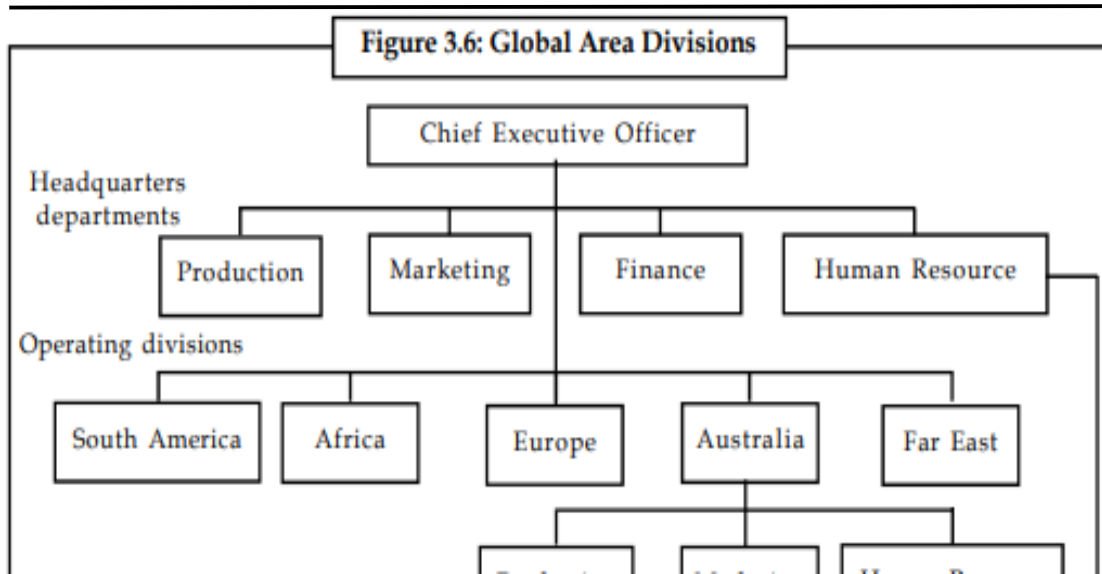 Figure 3.6: Global Area Divisions
Chief Executive Officer
Headquarters
departments
Production Marketing Finance Human Resource
Operating divisions
South America Africa Europe Australia Far East